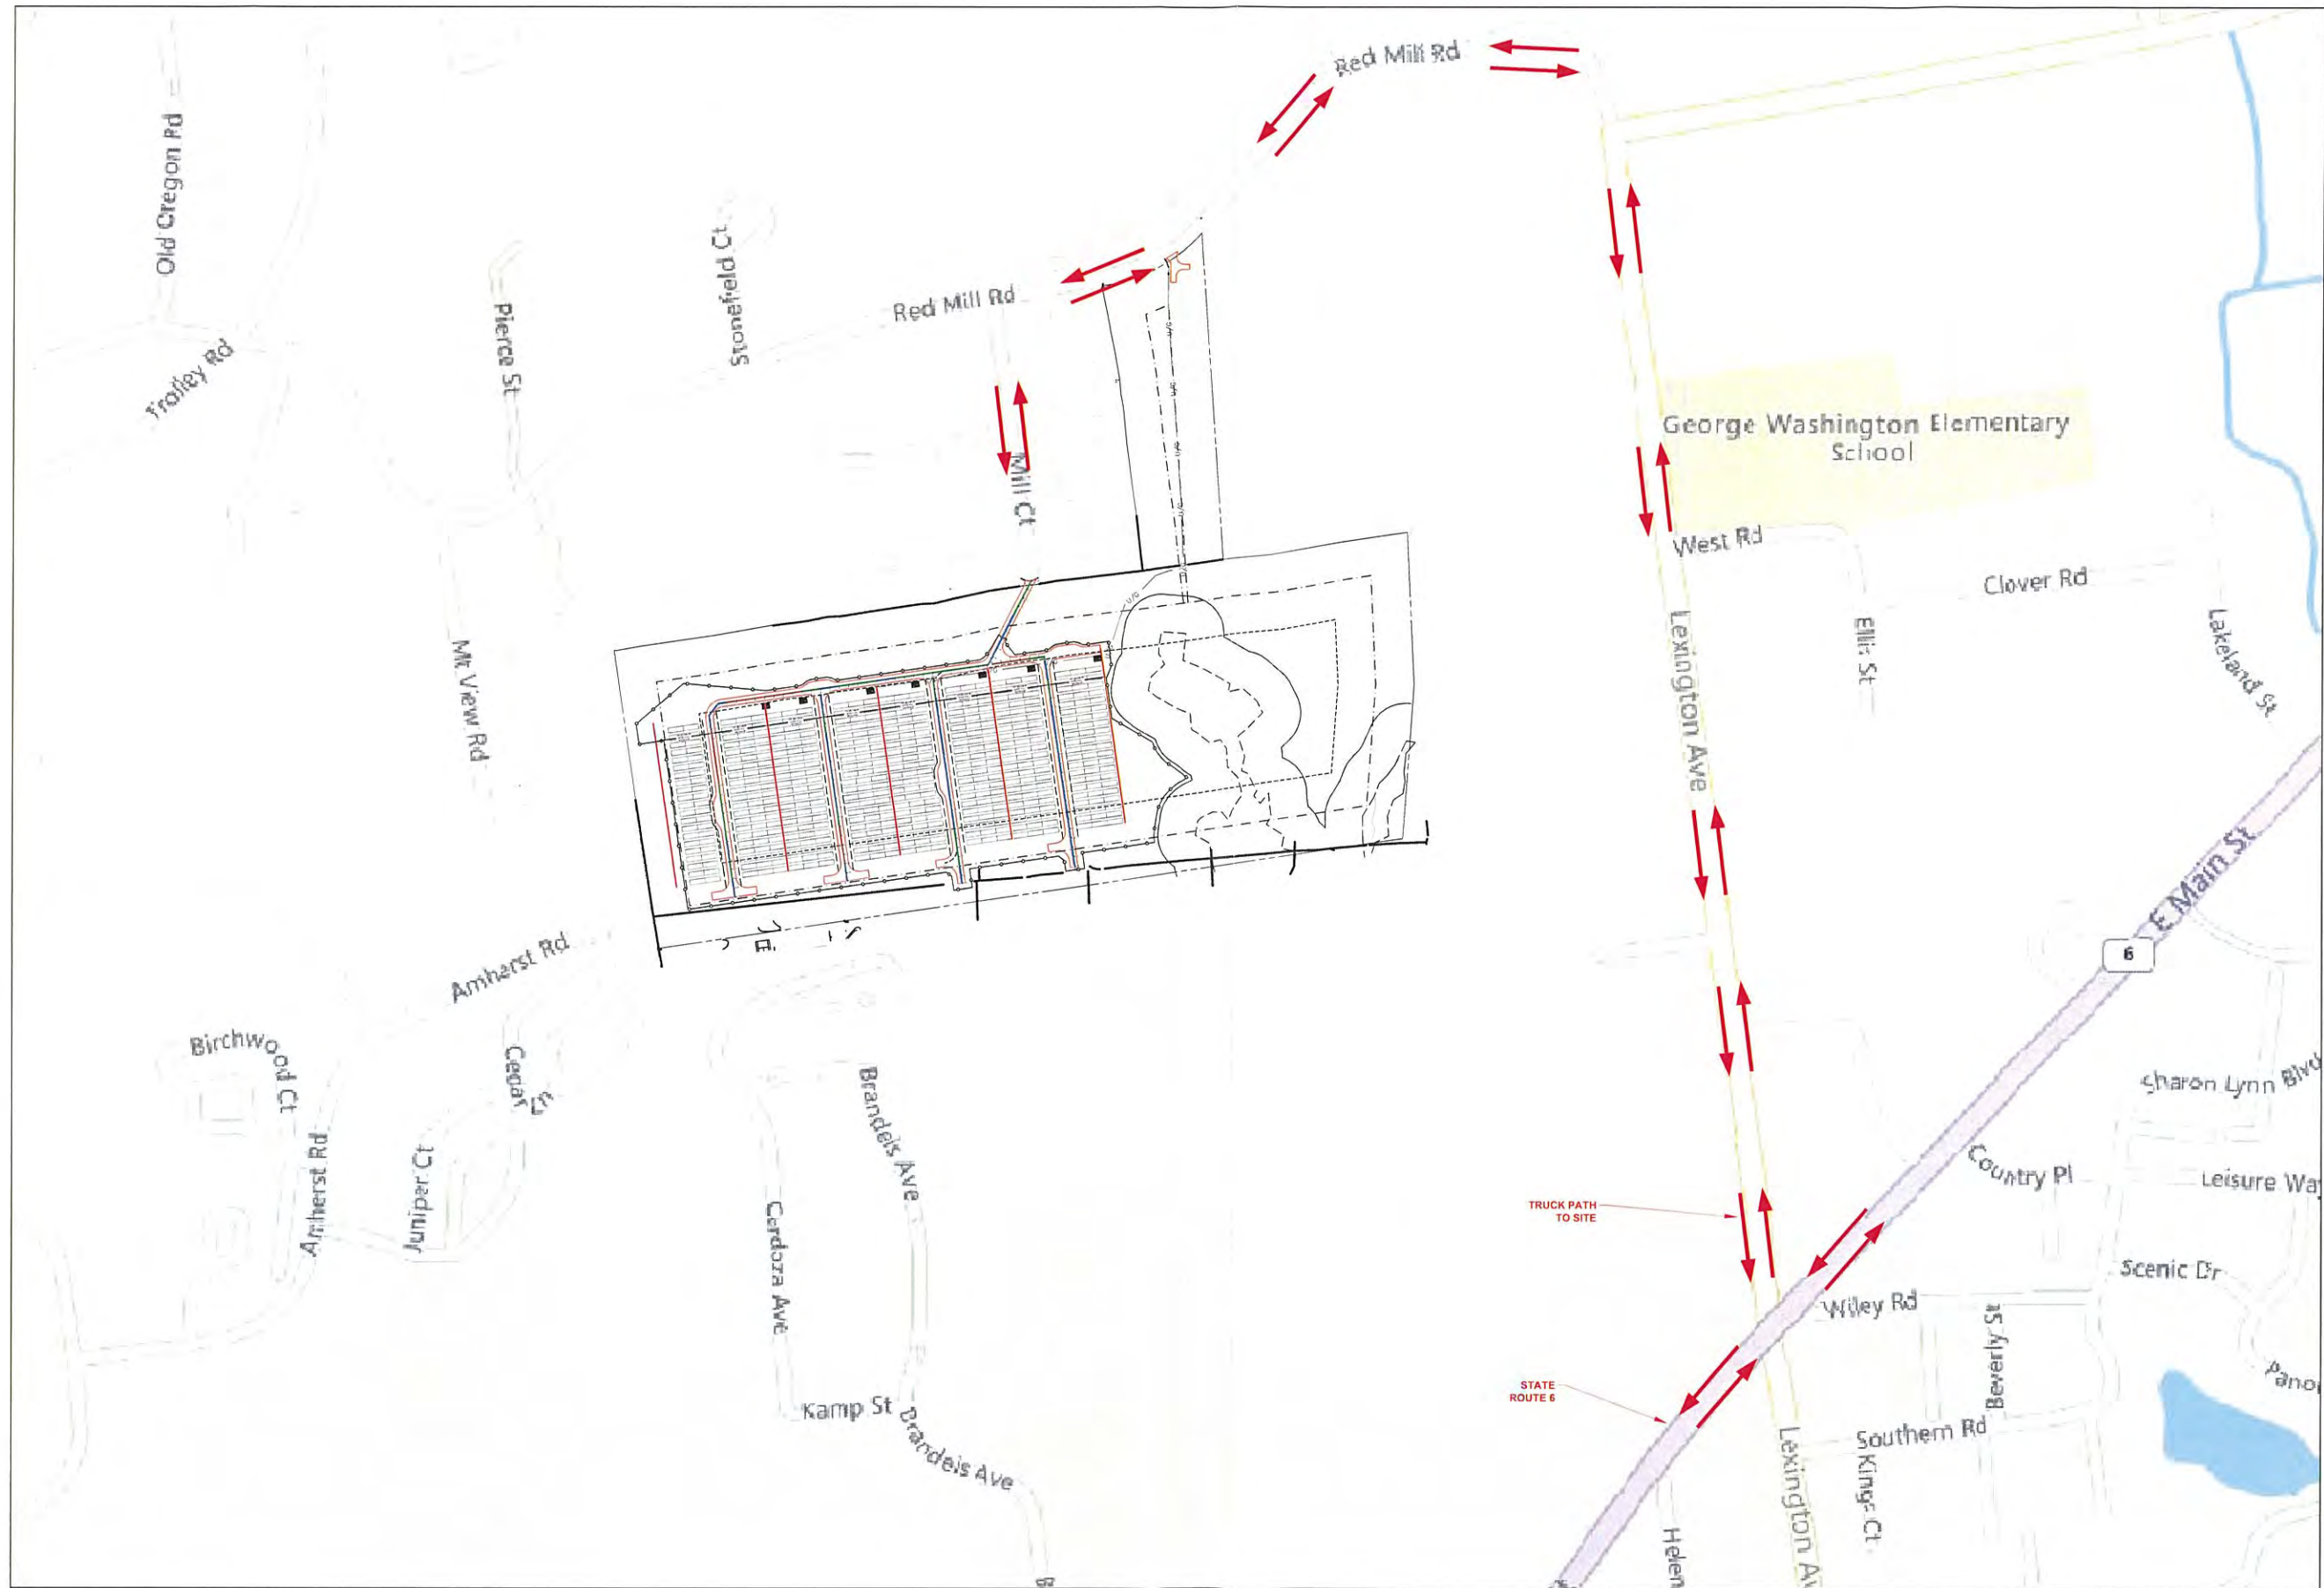 Red Mill Rd
Old Oregon Rd
Stonefield Ct
Red Mill Rd
Pierce St
Trolley Rd
George Washington Elementary
School
Mill Ct
West Rd
Clover Rd
Ellis St
Lakeland St
Lexington Ave
Mt View Rd
E Main St
6
Amherst Rd
Birchwood Ct
Cedar Ln
Sharon Lynn Blvd
Brandeis Ave
Amherst Rd
Juniper Ct
Country Pl
Leisure Wa
TRUCK PATH
TO SITE
Cardoza Ave
Scenic Dr
Wiley Rd
Beverly St
STATE
ROUTE 6
Kamp St
Brandeis Ave
Southern Rd
Kings Ct
Lexington Av
Helen